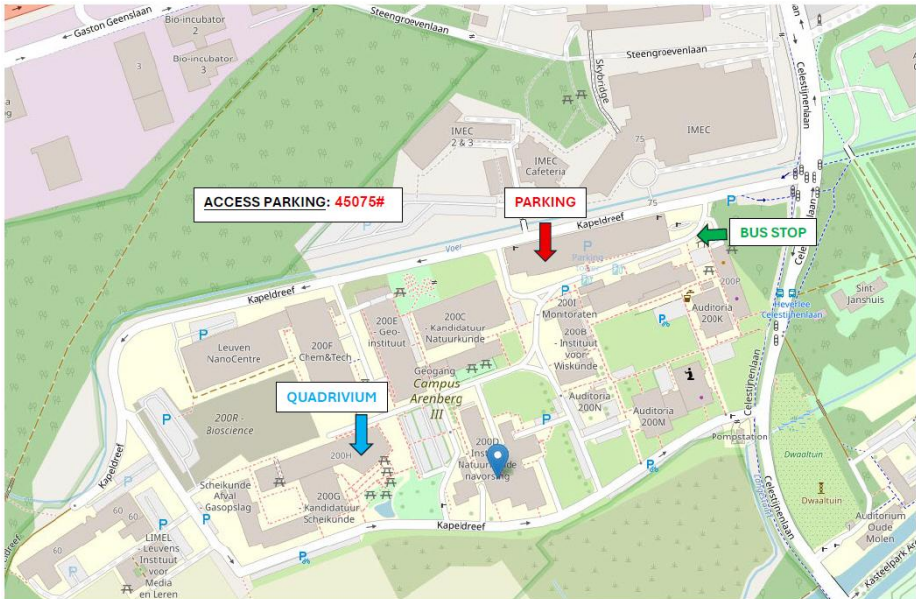 Gaston Geenslaan
Bio-incubator
2
3
Bio-incubator
3
Steengroevenlaan
Steengroevenlaan
Skybridge
Celestijnenlaan
IMEC
2 & 3
75
IMEC
IMEC
Cafeteria
75
ACCESS PARKING: 45075#
PARKING
P
P
Kapeldreef
BUS STOP
Voer
P
Parking
P
200P
Sint-
Janshuis
Heverlee
Celestijnenlaan
Kapeldreef
200E
- Geo-
instituut
200C
- Kandidatuur
Natuurkunde
200I -
Monitoraten
Auditoria
200K
P
Leuven
NanoCentre
200F
Chem&Tech
200B
- Instituut
voor
Wiskunde
P
Geogang
Campus
Arenberg
III
QUADRIVIUM
i
Auditoria
200N
Auditoria
200M
Celestijnenlaan
200R -
Bioscience
P
P
Pompstation
200D
Natuurkunde
navorsing
200H
Kapeldreef
Scheikunde
Afval
- Gasopslag
200G
Kandidatuur
Scheikunde
P
Dwaaltuin
Dwaaltuin
P
P
Kapeldreef
Celestijnenlaan
Auditorium
Oude
Molen
60
60
LIMEL
- Leuvens
Instituut
voor
Media
en Leren
P
Kapeldreef
Kasteelpark